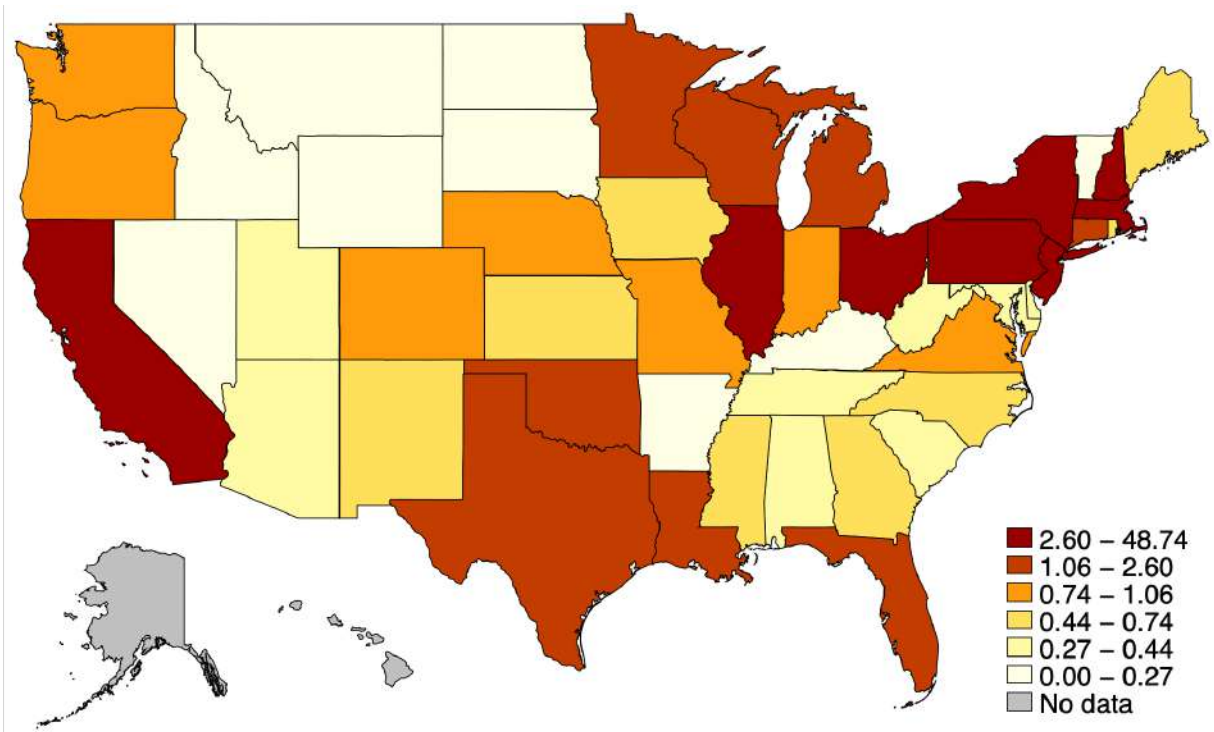 2.60 – 48.74
1.06 – 2.60
0.74 – 1.06
0.44 – 0.74
0.27 – 0.44
0.00 – 0.27
No data